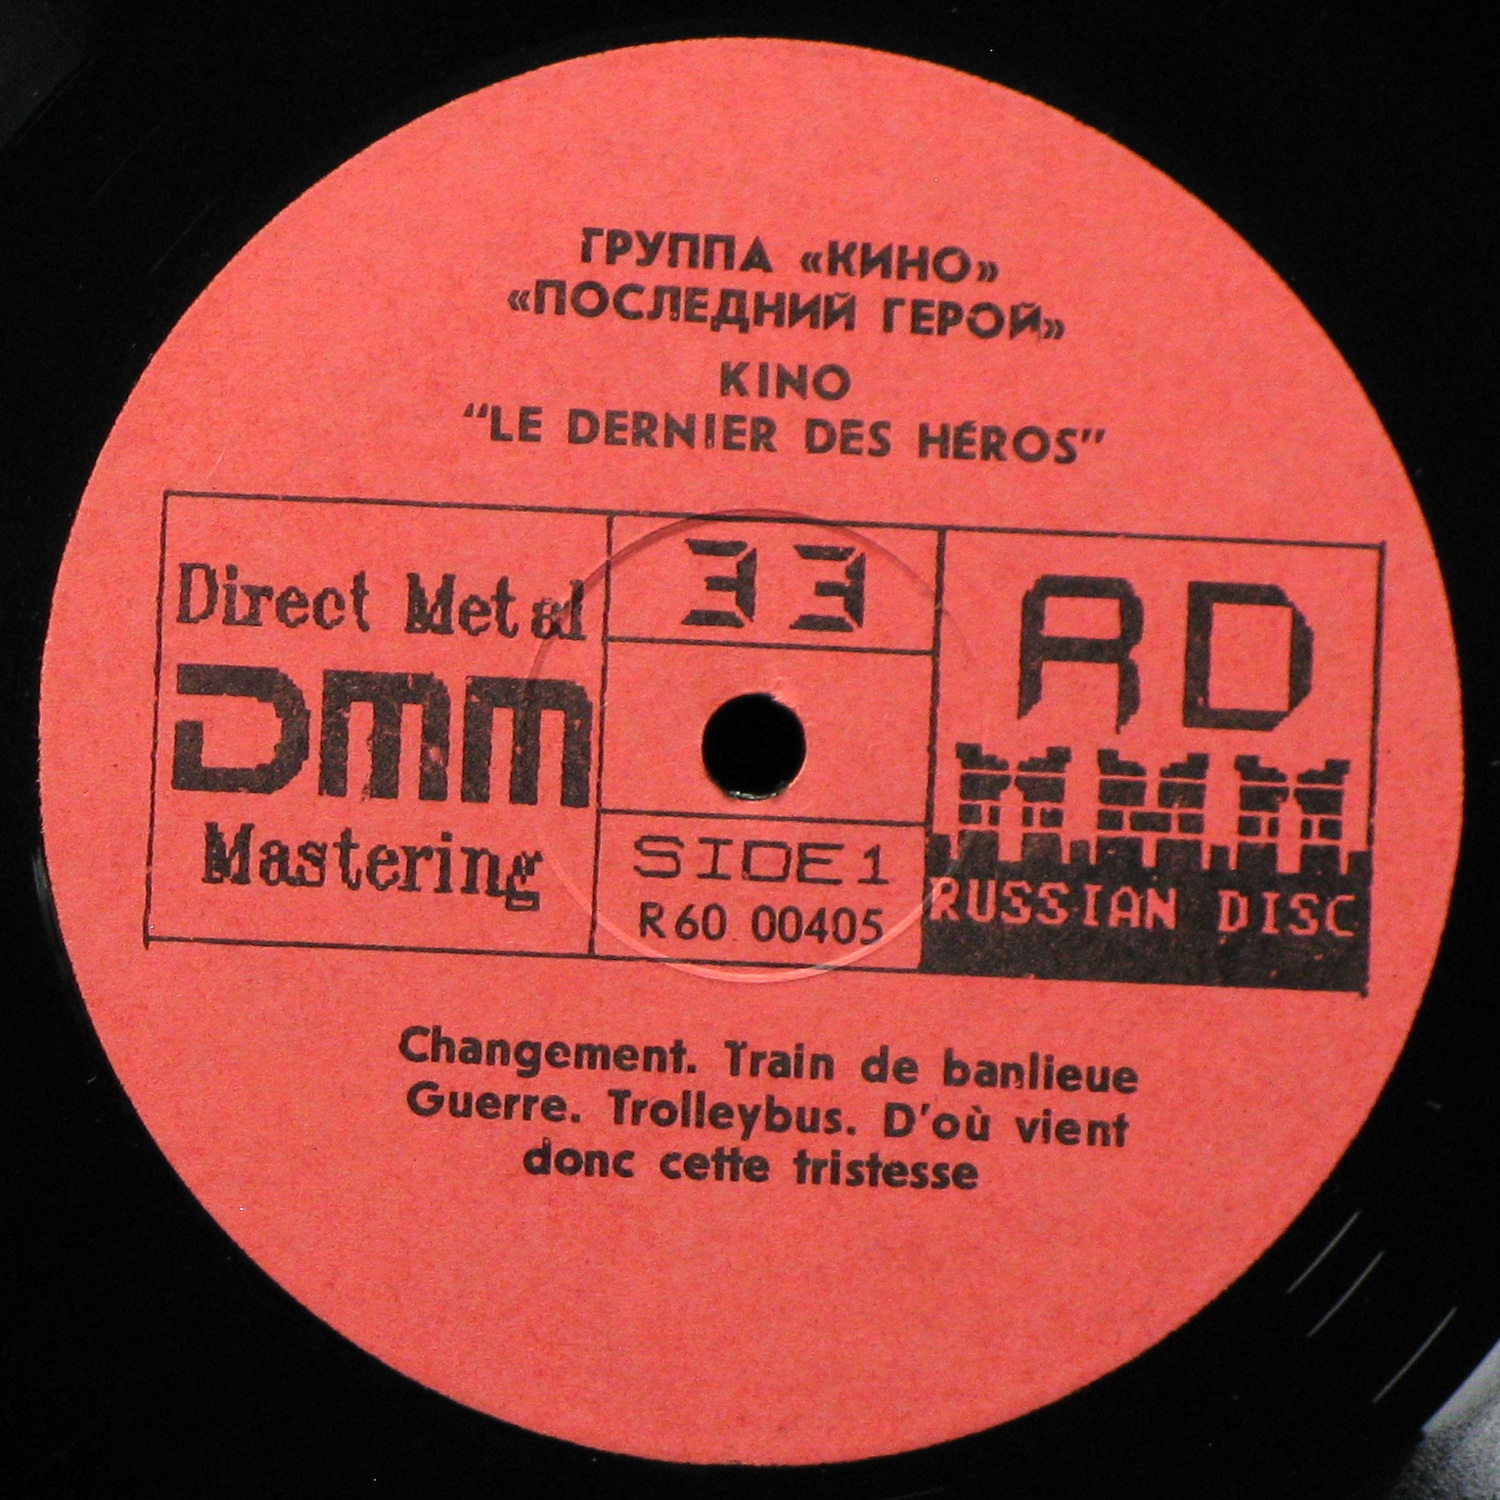 ГРУППА «КИНО»
«ПОСЛЕДНИЙ ГЕРОЙ»
KINO
“LE DERNIER DES HÉROS”
Direct Metal
DMM
Mastering
33
SIDE 1
R60 00405
RD
RUSSIAN DISC
Changement. Train de banlieue
Guerre. Trolleybus. D'où vient
donc cette tristesse